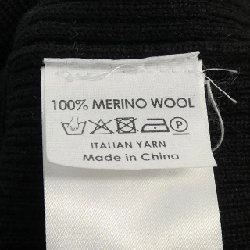 100% MERINO WOOL
P
ITALIAN YARN
Made in China